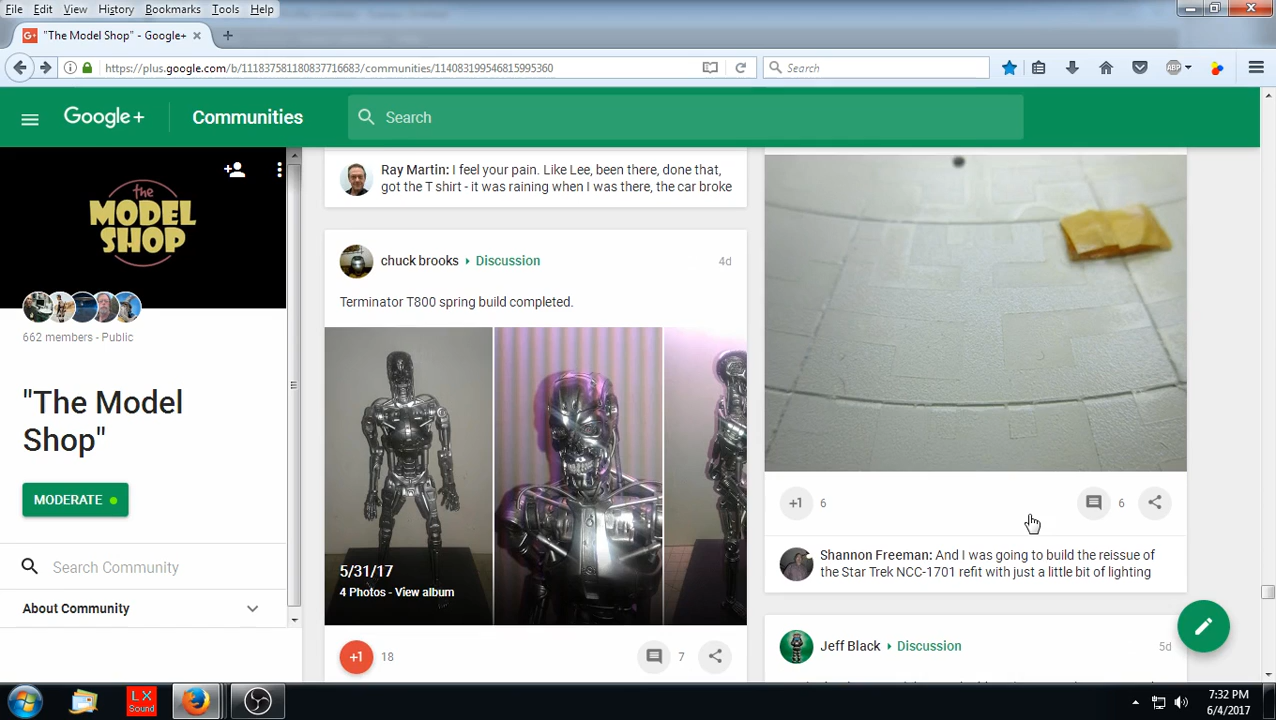 File Edit View History Bookmarks Tools Help
"The Model Shop" - Google+
https://plus.google.com/b/111837581180837716683/communities/114083199546815995360
Search
ABP
Google+
Communities
Search
the
MODEL
SHOP
662 members - Public
"The Model
Shop"
MODERATE
Search Community
About Community
Ray Martin: I feel your pain. Like Lee, been there, done that,
got the T shirt - it was raining when I was there, the car broke
chuck brooks Discussion 4d
Terminator T800 spring build completed.
5/31/17
4 Photos - View album
+1 18 7
+1 6 6
Shannon Freeman: And I was going to build the reissue of
the Star Trek NCC-1701 refit with just a little bit of lighting
Jeff Black Discussion 5d
LX
Sound
7:32 PM
6/4/2017